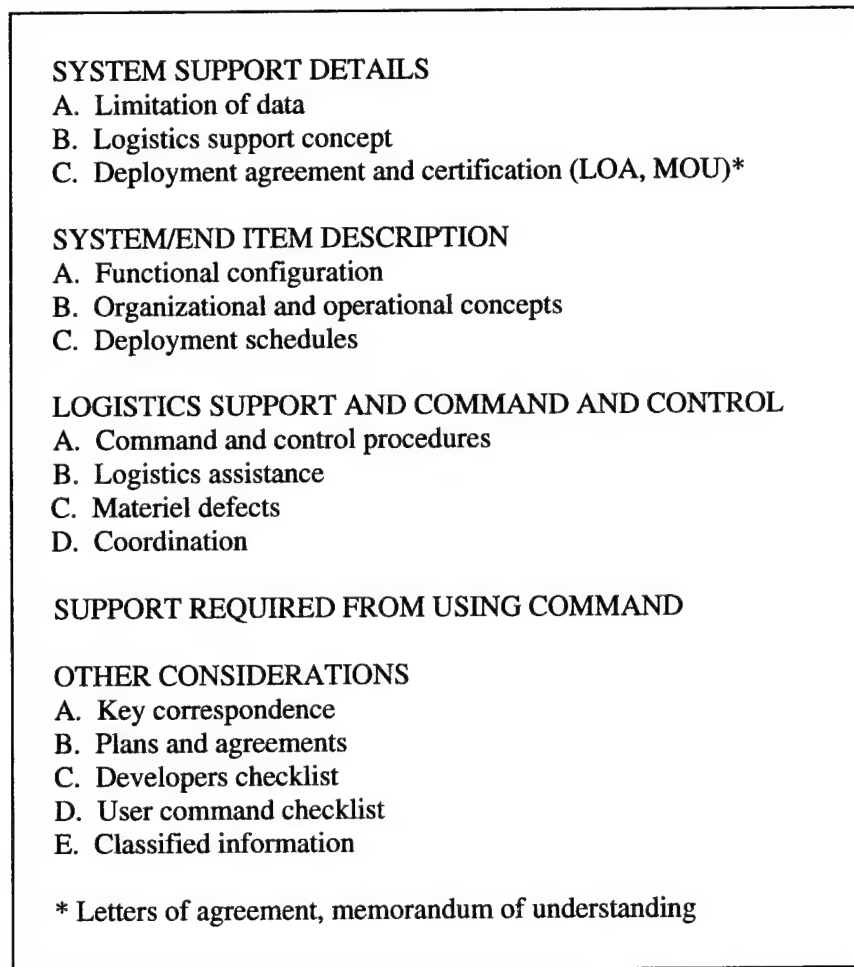 SYSTEM SUPPORT DETAILS
A. Limitation of data
B. Logistics support concept
C. Deployment agreement and certification (LOA, MOU)*
SYSTEM/END ITEM DESCRIPTION
A. Functional configuration
B. Organizational and operational concepts
C. Deployment schedules
LOGISTICS SUPPORT AND COMMAND AND CONTROL
A. Command and control procedures
B. Logistics assistance
C. Materiel defects
D. Coordination
SUPPORT REQUIRED FROM USING COMMAND
OTHER CONSIDERATIONS
A. Key correspondence
B. Plans and agreements
C. Developers checklist
D. User command checklist
E. Classified information
* Letters of agreement, memorandum of understanding